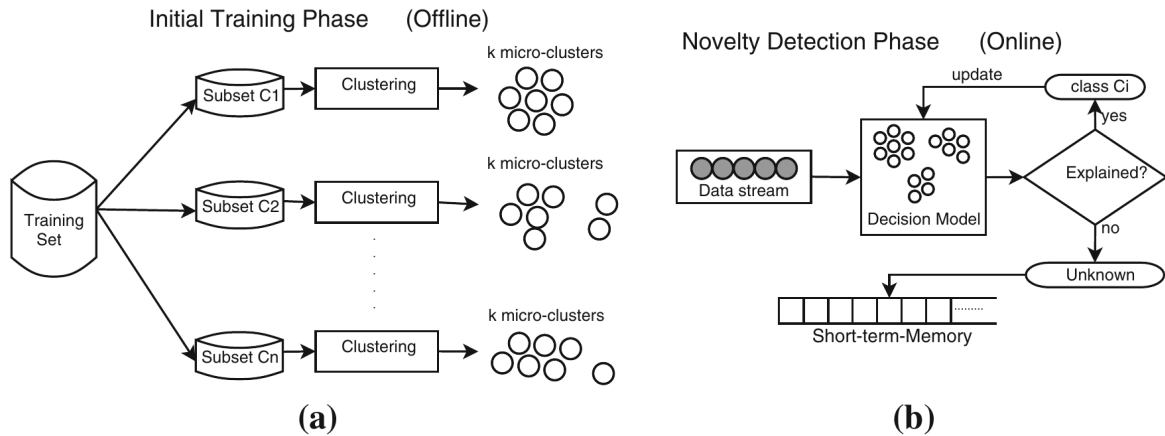 Initial Training Phase (Offline)
k micro-clusters
Subset C1
Clustering
k micro-clusters
Training
Set
Subset C2
Clustering
k micro-clusters
Subset Cn
Clustering
(a)
Novelty Detection Phase (Online)
update
class Ci
yes
Data stream
Decision Model
Explained?
no
Unknown
Short-term-Memory
(b)